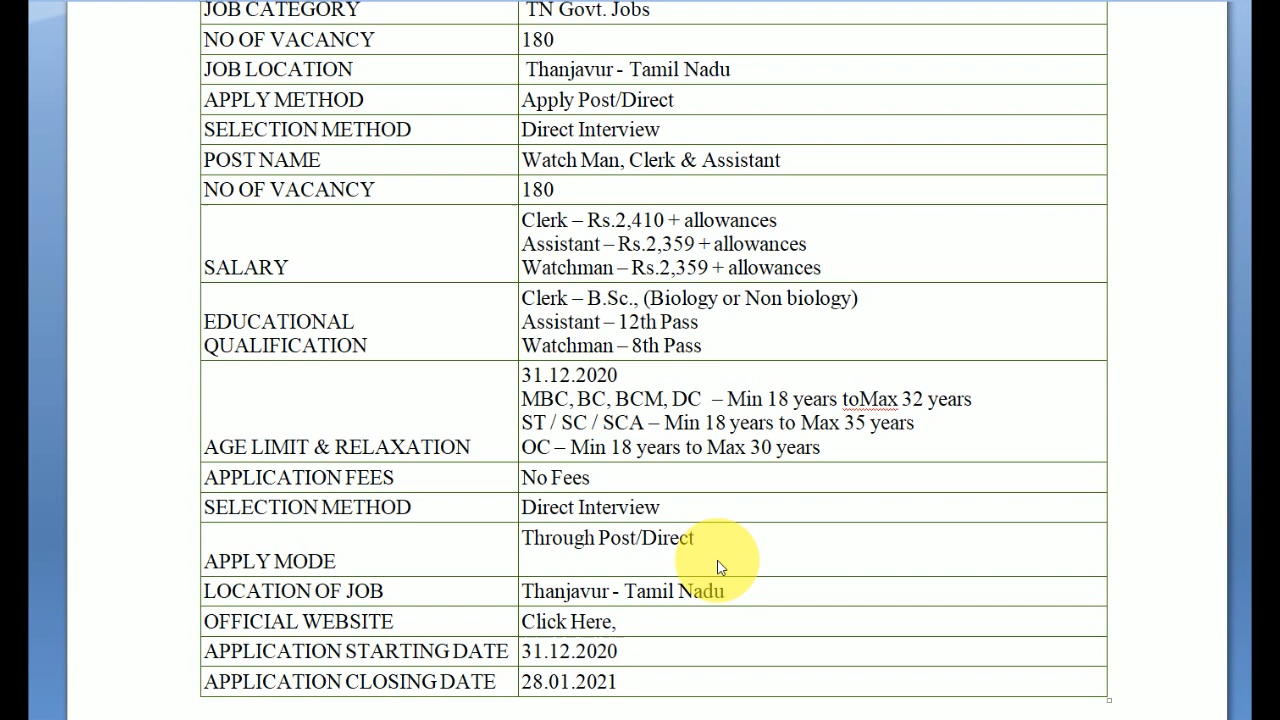 JOB CATEGORY TN Govt. Jobs
NO OF VACANCY 180
JOB LOCATION Thanjavur - Tamil Nadu
APPLY METHOD Apply Post/Direct
SELECTION METHOD Direct Interview
POST NAME Watch Man, Clerk & Assistant
NO OF VACANCY 180
Clerk – Rs.2,410 + allowances
Assistant – Rs.2,359 + allowances
SALARY Watchman – Rs.2,359 + allowances
Clerk – B.Sc., (Biology or Non biology)
EDUCATIONAL Assistant – 12th Pass
QUALIFICATION Watchman – 8th Pass
31.12.2020
MBC, BC, BCM, DC – Min 18 years toMax 32 years
ST / SC / SCA – Min 18 years to Max 35 years
AGE LIMIT & RELAXATION OC – Min 18 years to Max 30 years
APPLICATION FEES No Fees
SELECTION METHOD Direct Interview
Through Post/Direct
APPLY MODE
LOCATION OF JOB Thanjavur - Tamil Nadu
OFFICIAL WEBSITE Click Here,
APPLICATION STARTING DATE 31.12.2020
APPLICATION CLOSING DATE 28.01.2021